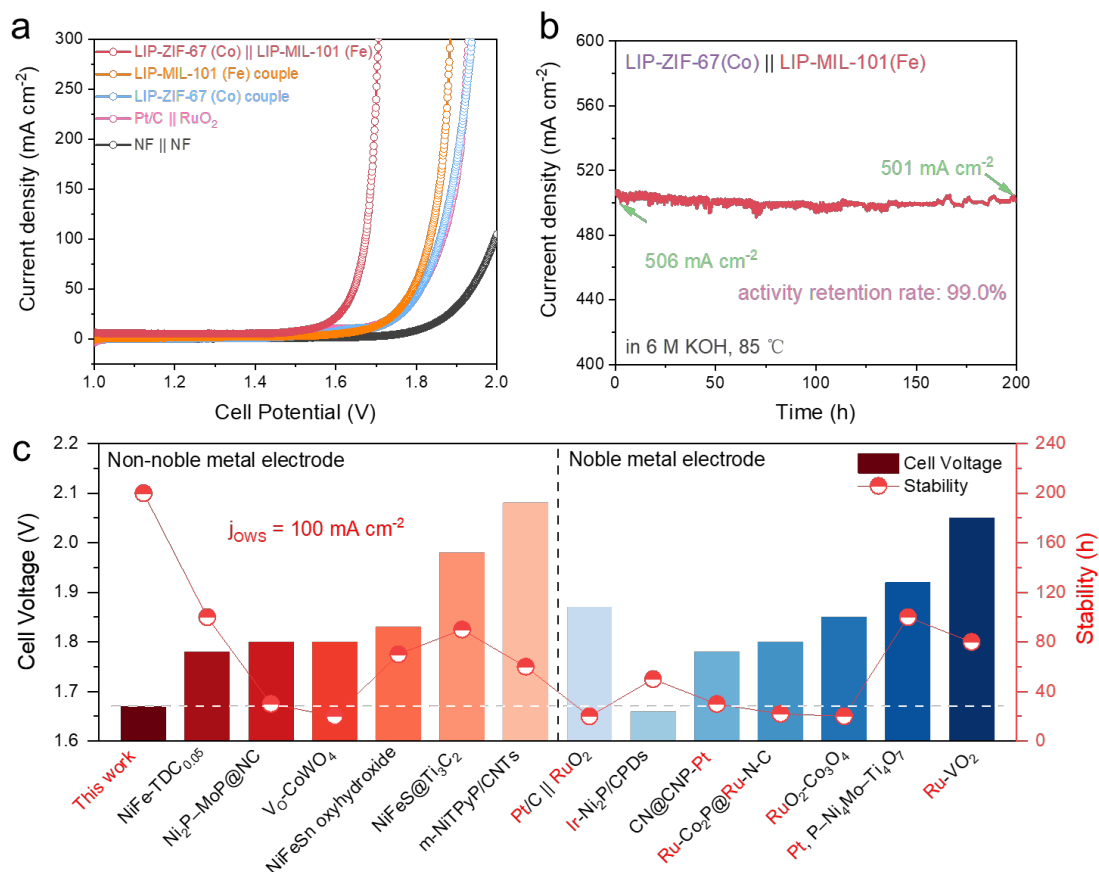 a
300
250
200
150
100
50
0
Current density (mA cm⁻²)
LIP-ZIF-67 (Co) || LIP-MIL-101 (Fe)
LIP-MIL-101 (Fe) couple
LIP-ZIF-67 (Co) couple
Pt/C || RuO₂
NF || NF
1.0 1.2 1.4 1.6 1.8 2.0
Cell Potential (V)
b
600
560
520
480
440
400
Curreent density (mA cm⁻²)
LIP-ZIF-67(Co) || LIP-MIL-101(Fe)
501 mA cm⁻²
506 mA cm⁻²
activity retention rate: 99.0%
in 6 M KOH, 85 ℃
0 50 100 150 200
Time (h)
c
2.2
2.1
2.0
1.9
1.8
1.7
1.6
Cell Voltage (V)
Non-noble metal electrode
jOWS = 100 mA cm⁻²
Noble metal electrode
Cell Voltage
Stability
240
200
160
120
80
40
0
Stability (h)
This work
NiFe-TDC₀.₀₅
Ni₂P–MoP@NC
VO-CoWO₄
NiFeSn oxyhydroxide
NiFeS@Ti₃C₂
m-NiTPyP/CNTs
Pt/C || RuO₂
Ir-Ni₂P/CPDs
CN@CNP-Pt
Ru-Co₂P@Ru-N-C
RuO₂-Co₃O₄
Pt, P–Ni₄Mo–Ti₄O₇
Ru-VO₂